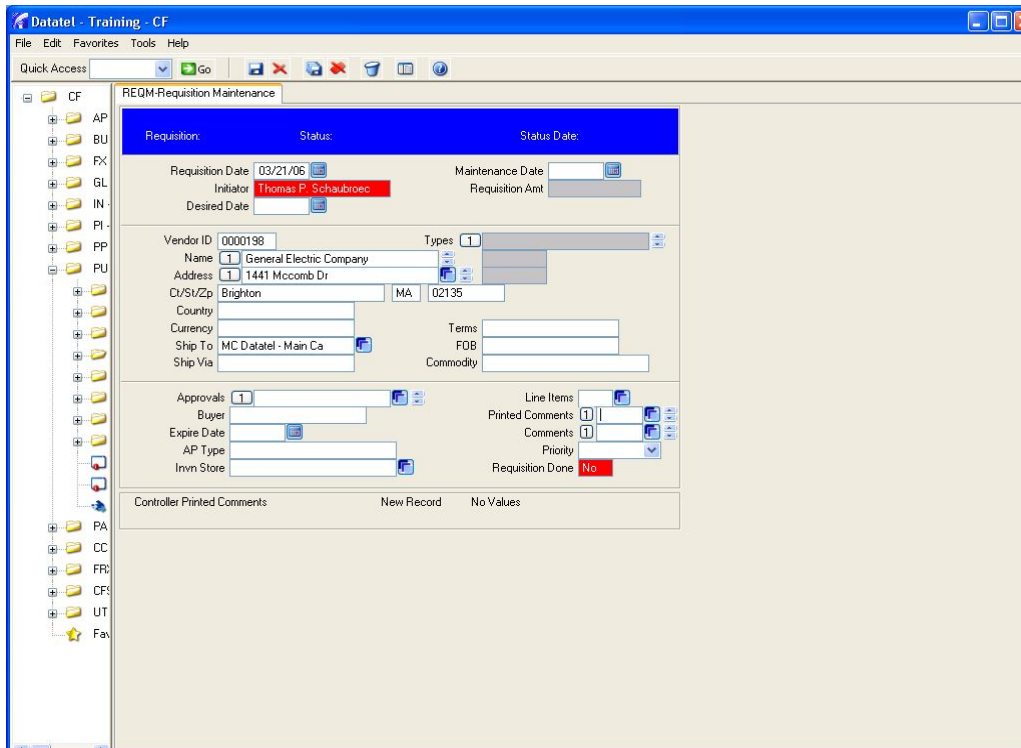 Datatel - Training - CF
File Edit Favorites Tools Help
Quick Access Go
CF
AP
BU
FX
GL
IN -
PI -
PP
PU
PA
CC
CFS
UT
Fav
REQM-Requisition Maintenance
Requisition: Status: Status Date:
Requisition Date 03/21/06 Maintenance Date
Initiator Thomas P. Schaubroec Requisition Amt
Desired Date
Vendor ID 0000198 Types 1
Name 1 General Electric Company
Address 1 1441 Mccomb Dr
Ct/St/Zp Brighton MA 02135
Country
Currency Terms
Ship To MC Datatel - Main Ca FOB
Ship Via Commodity
Approvals 1 Line Items
Buyer Printed Comments 1
Expire Date Comments 1
AP Type Priority
Invn Store Requisition Done No
Controller Printed Comments New Record No Values